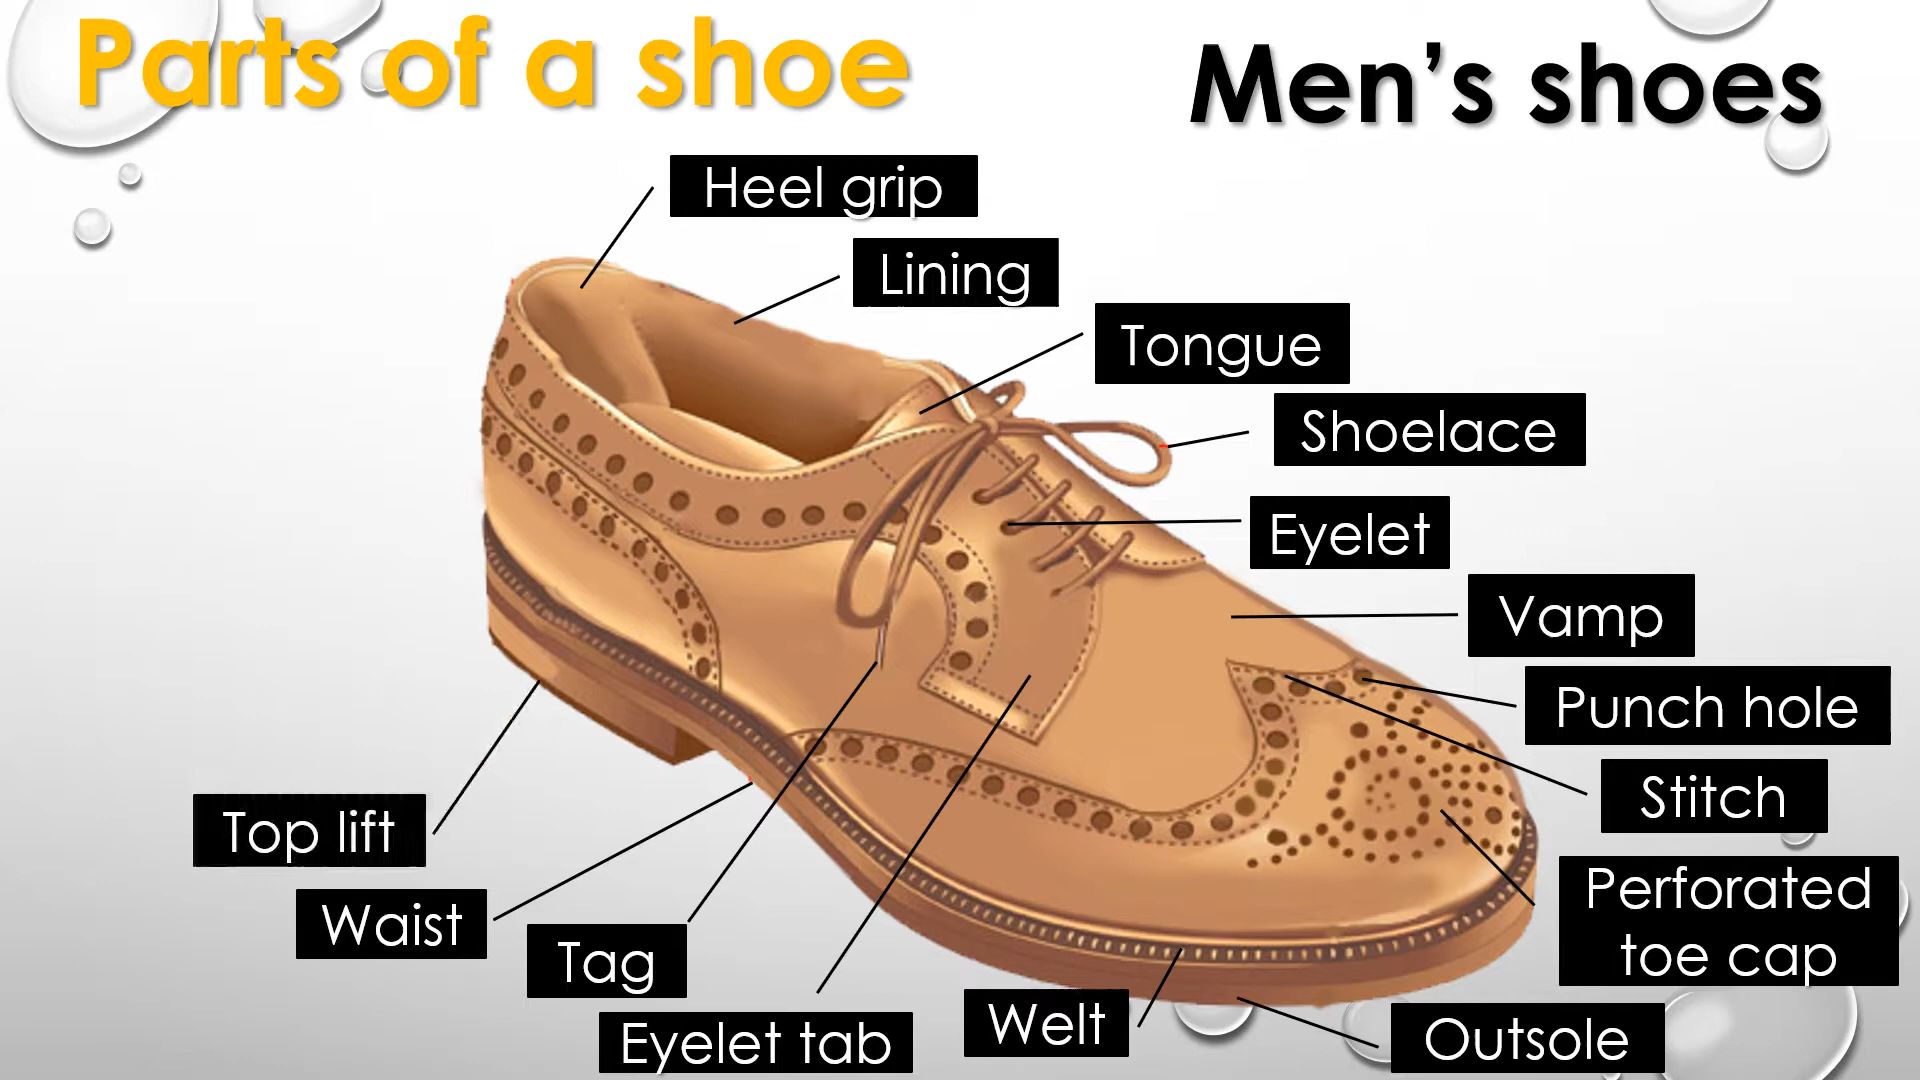 Parts of a shoe
Men’s shoes
Heel grip
Lining
Tongue
Shoelace
Eyelet
Vamp
Punch hole
Stitch
Perforated
toe cap
Top lift
Waist
Tag
Eyelet tab
Welt
Outsole